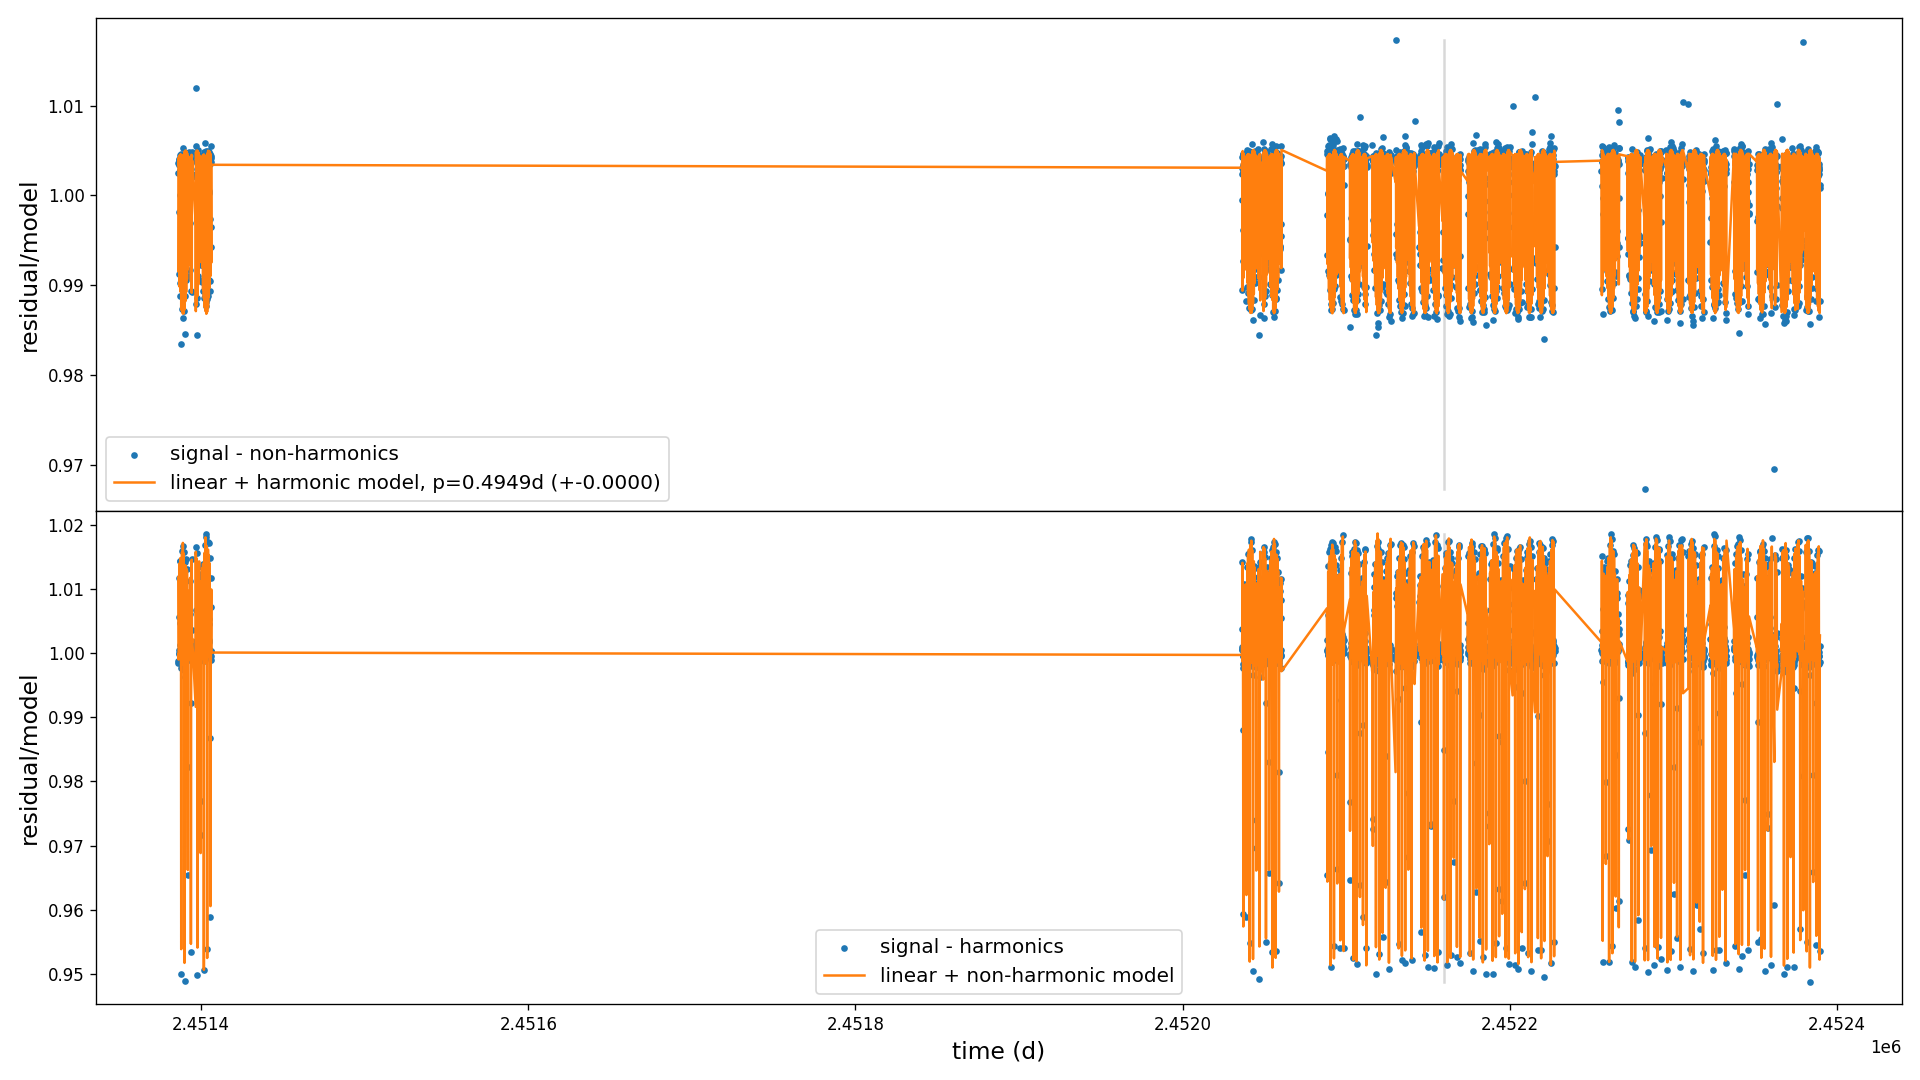 residual/model
1.01
1.00
0.99
0.98
0.97
signal - non-harmonics
linear + harmonic model, p=0.4949d (+-0.0000)
residual/model
1.02
1.01
1.00
0.99
0.98
0.97
0.96
0.95
signal - harmonics
linear + non-harmonic model
2.4514 2.4516 2.4518 2.4520 2.4522 2.4524
1e6
time (d)